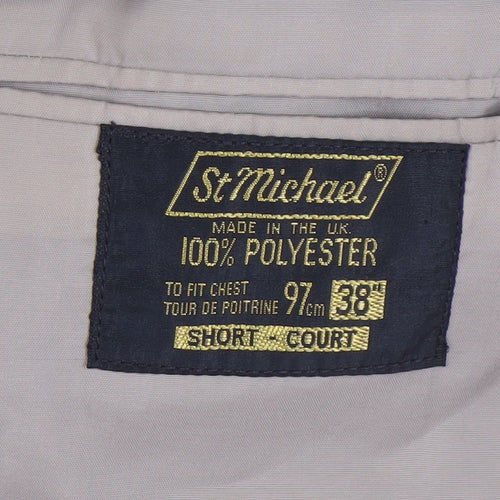 St Michael®
MADE IN THE U.K.
100% POLYESTER
TO FIT CHEST
TOUR DE POITRINE 97cm 38"
SHORT - COURT